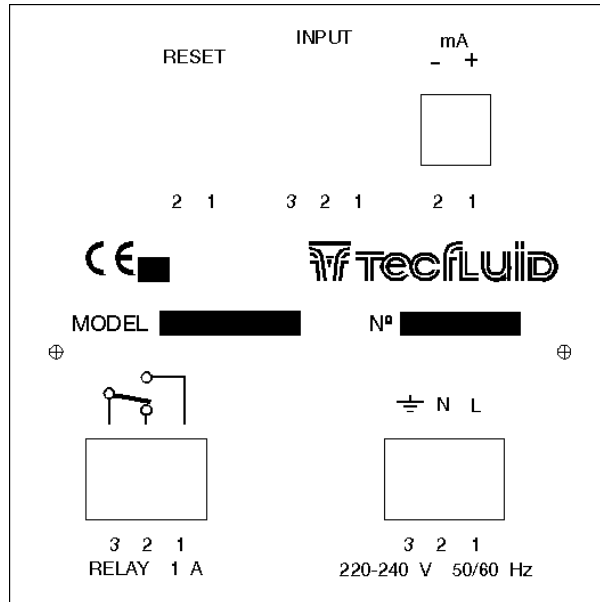 INPUT
mA
RESET
- +
2 1
3 2 1
2 1
CE
TECFLUID
MODEL
Nº
N L
3 2 1
3 2 1
RELAY 1 A
220-240 V 50/60 Hz